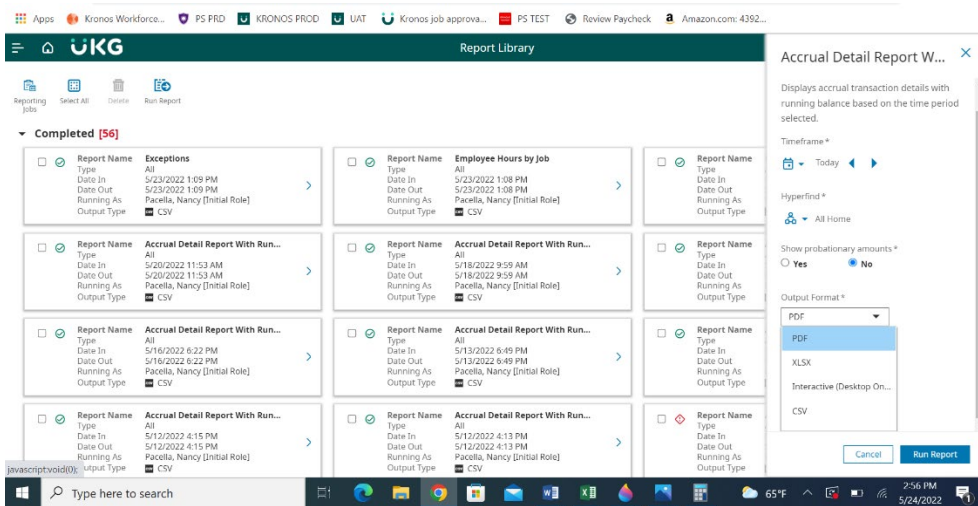 Apps Kronos Workforce... PS PRD KRONOS PROD UAT Kronos job approva... PS TEST Review Paycheck Amazon.com: 4392...
UKG
Report Library
Reporting Jobs
Select All
Delete
Run Report
Completed [56]
Report Name Exceptions
Type All
Date In 5/23/2022 1:09 PM
Date Out 5/23/2022 1:09 PM
Running As Pacella, Nancy [Initial Role]
Output Type CSV
Report Name Employee Hours by Job
Type All
Date In 5/23/2022 1:08 PM
Date Out 5/23/2022 1:08 PM
Running As Pacella, Nancy [Initial Role]
Output Type CSV
Report Name
Type
Date In
Date Out
Running As
Output Type
Report Name Accrual Detail Report With Run...
Type All
Date In 5/20/2022 11:53 AM
Date Out 5/20/2022 11:53 AM
Running As Pacella, Nancy [Initial Role]
Output Type CSV
Report Name Accrual Detail Report With Run...
Type All
Date In 5/18/2022 9:59 AM
Date Out 5/18/2022 9:59 AM
Running As Pacella, Nancy [Initial Role]
Output Type CSV
Report Name
Type
Date In
Date Out
Running As
Output Type
Report Name Accrual Detail Report With Run...
Type All
Date In 5/16/2022 6:22 PM
Date Out 5/16/2022 6:22 PM
Running As Pacella, Nancy [Initial Role]
Output Type CSV
Report Name Accrual Detail Report With Run...
Type All
Date In 5/13/2022 6:49 PM
Date Out 5/13/2022 6:49 PM
Running As Pacella, Nancy [Initial Role]
Output Type CSV
Report Name
Type
Date In
Date Out
Running As
Output Type
Report Name Accrual Detail Report With Run...
Type All
Date In 5/12/2022 4:15 PM
Date Out 5/12/2022 4:15 PM
Running As Pacella, Nancy [Initial Role]
utput Type CSV
Report Name Accrual Detail Report With Run...
Type All
Date In 5/12/2022 4:13 PM
Date Out 5/12/2022 4:13 PM
Running As Pacella, Nancy [Initial Role]
Output Type CSV
Report Name
Type
Date In
Date Out
Running As
Output Type
Accrual Detail Report W...
Displays accrual transaction details with
running balance based on the time period
selected.
Timeframe*
Today
Hyperfind*
All Home
Show probationary amounts*
Yes No
Output Format*
PDF
PDF
XLSX
Interactive (Desktop On...
CSV
Cancel Run Report
javascript:void(0);
Type here to search
65°F
2:56 PM
5/24/2022